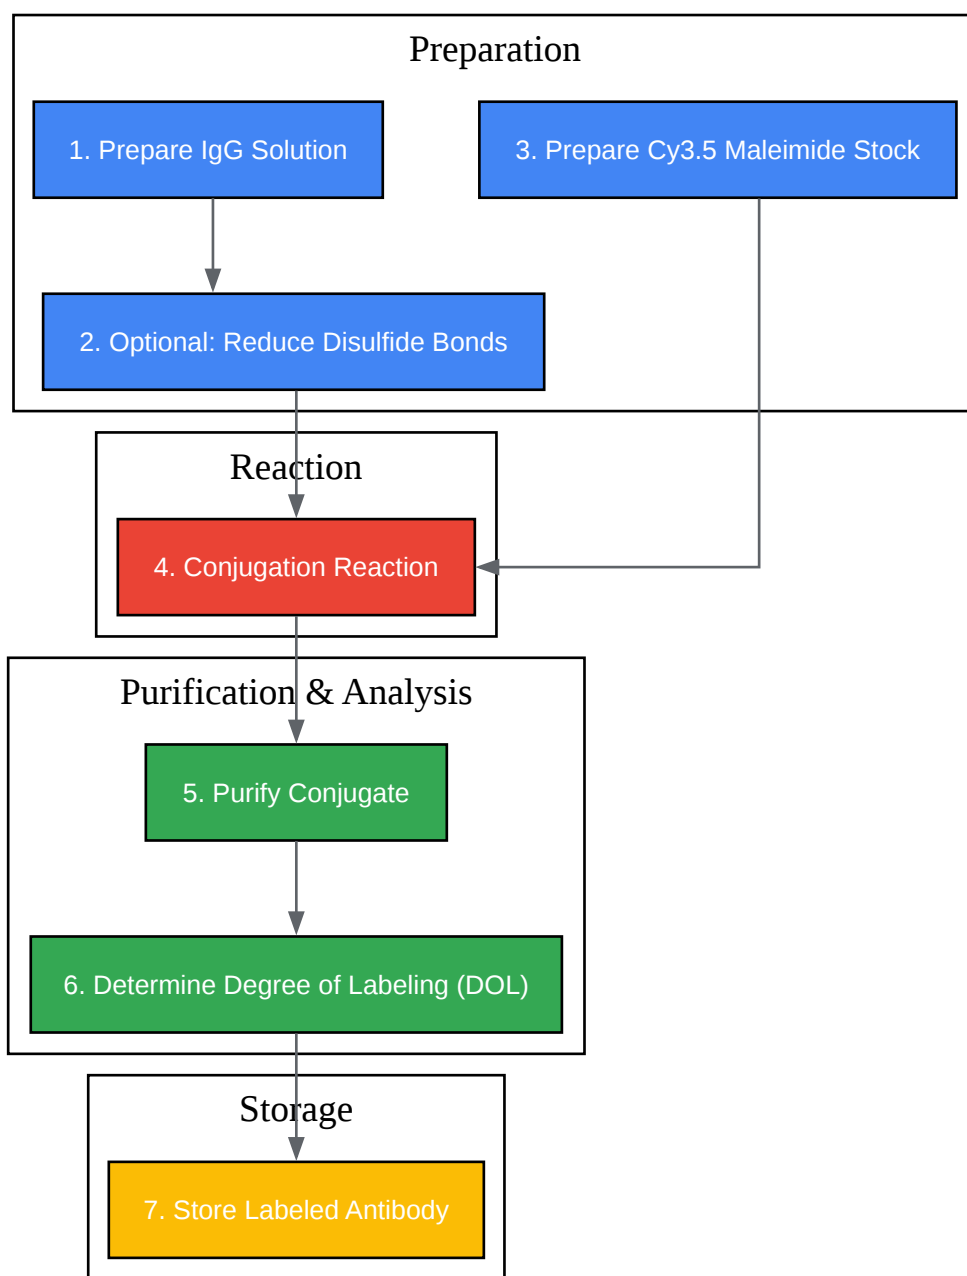 Preparation
1. Prepare IgG Solution
3. Prepare Cy3.5 Maleimide Stock
2. Optional: Reduce Disulfide Bonds
Reaction
4. Conjugation Reaction
Purification & Analysis
5. Purify Conjugate
6. Determine Degree of Labeling (DOL)
Storage
7. Store Labeled Antibody